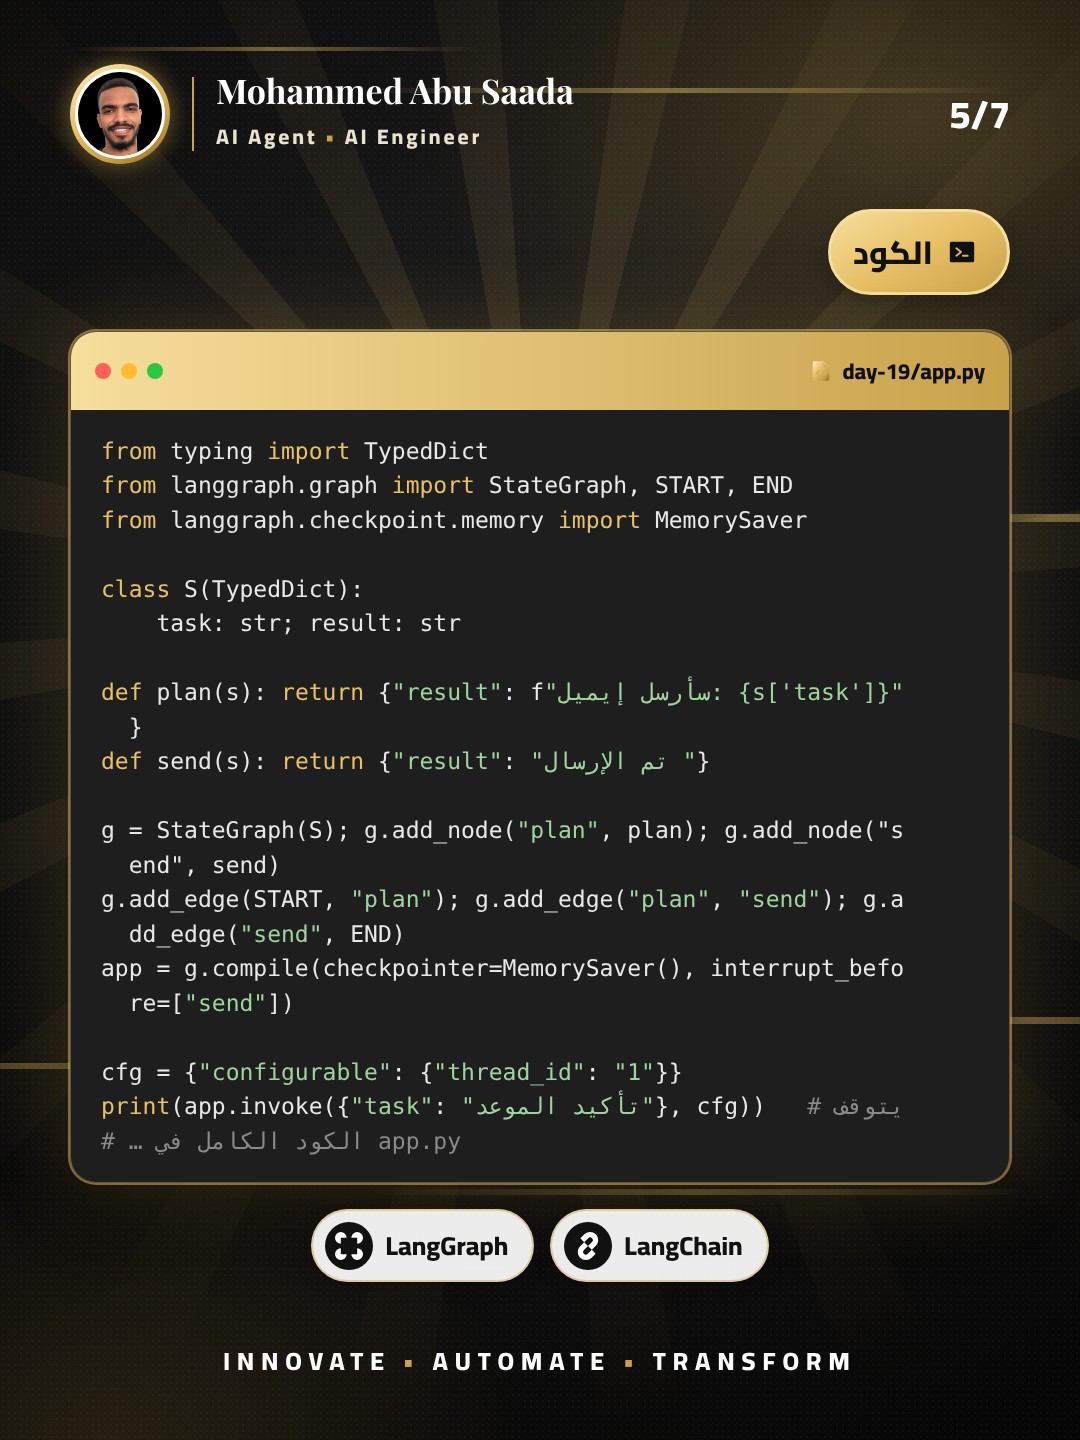 Mohammed Abu Saada
AI Agent ▪ AI Engineer
5/7
الكود
day-19/app.py
from typing import TypedDict
from langgraph.graph import StateGraph, START, END
from langgraph.checkpoint.memory import MemorySaver
class S(TypedDict):
    task: str; result: str
def plan(s): return {"result": f"سأرسل إيميل: {s['task']}"
  }
def send(s): return {"result": "تم الإرسال "}
g = StateGraph(S); g.add_node("plan", plan); g.add_node("s
  end", send)
g.add_edge(START, "plan"); g.add_edge("plan", "send"); g.a
  dd_edge("send", END)
app = g.compile(checkpointer=MemorySaver(), interrupt_befo
  re=["send"])
cfg = {"configurable": {"thread_id": "1"}}
print(app.invoke({"task": "تأكيد الموعد"}, cfg))   # يتوقف
# … الكود الكامل في app.py
LangGraph
LangChain
INNOVATE ▪ AUTOMATE ▪ TRANSFORM